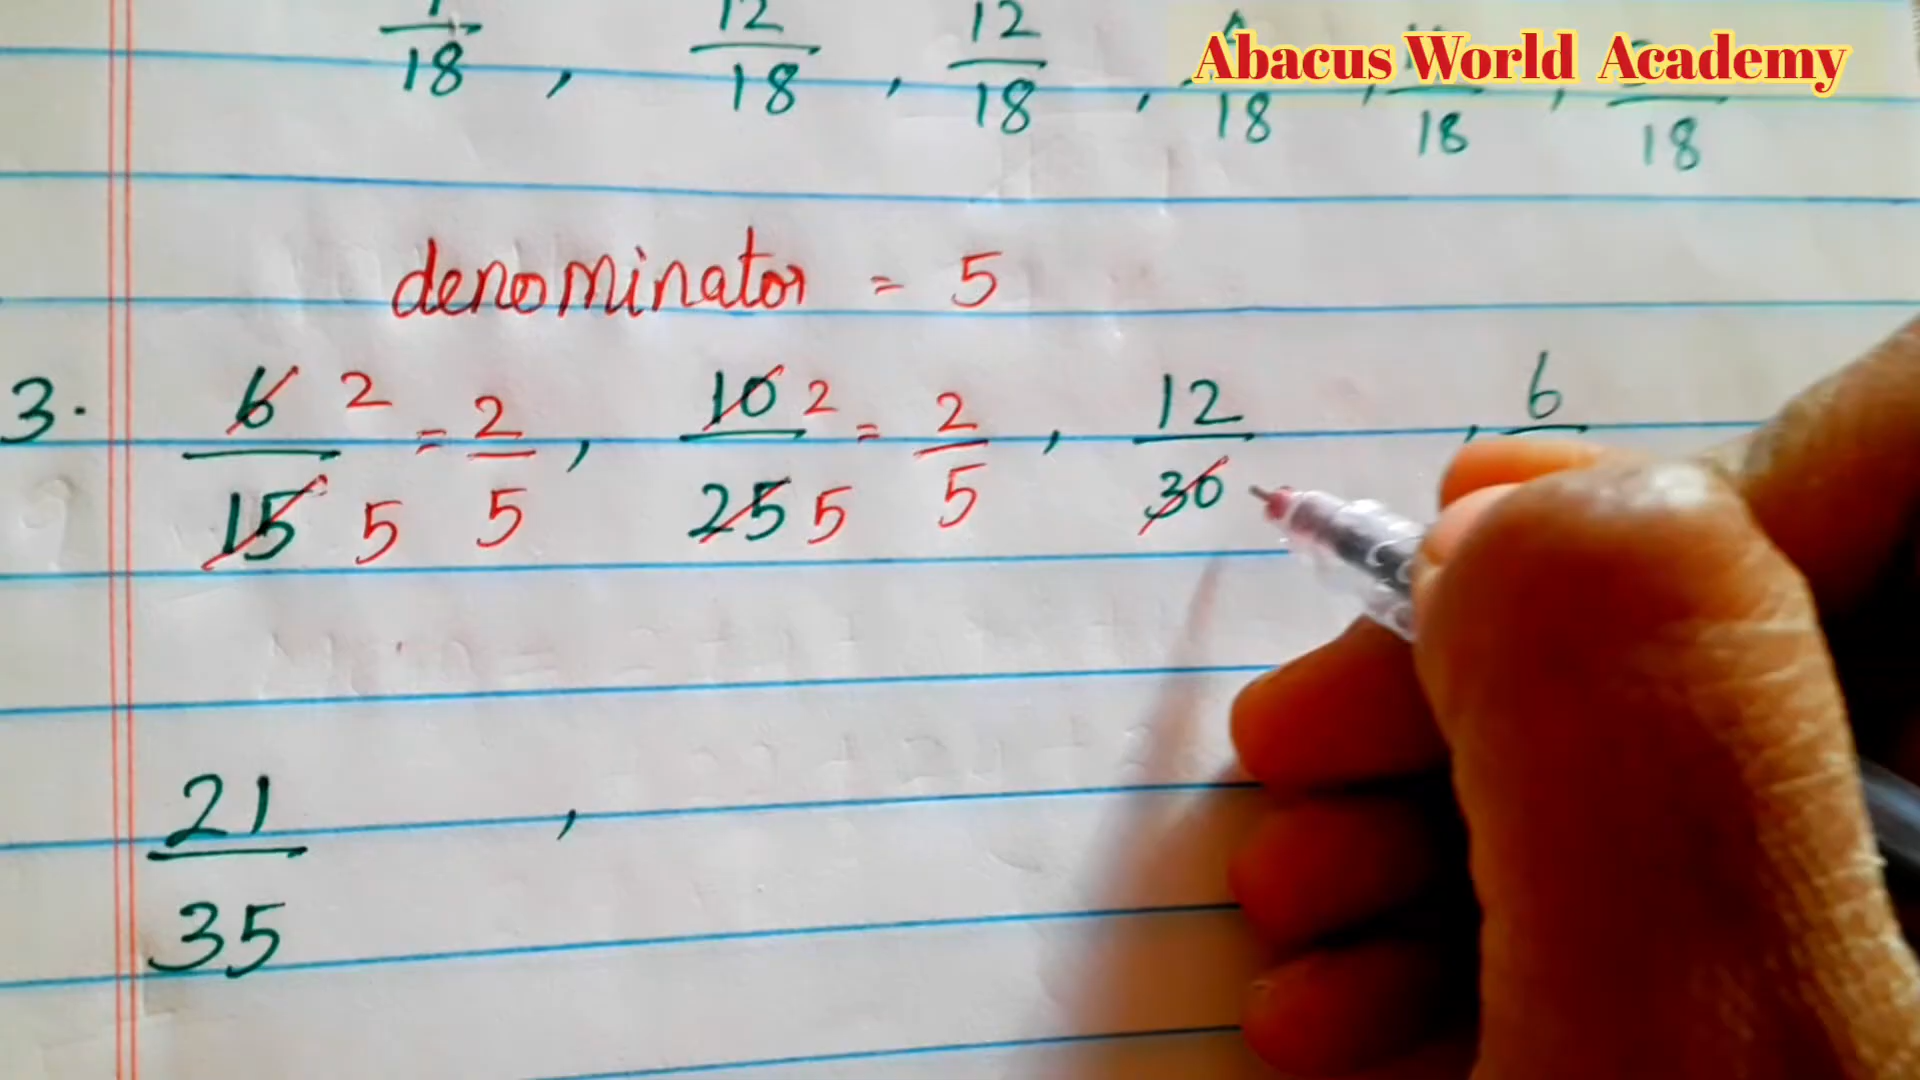 Abacus World Academy
12 12
18 , 18 , 18 , 18 , 18 , 18
denominator = 5
3. 6/15 2/5 = 2/5 , 10/25 2/5 = 2/5 , 12/30 , 6
21/35 ,